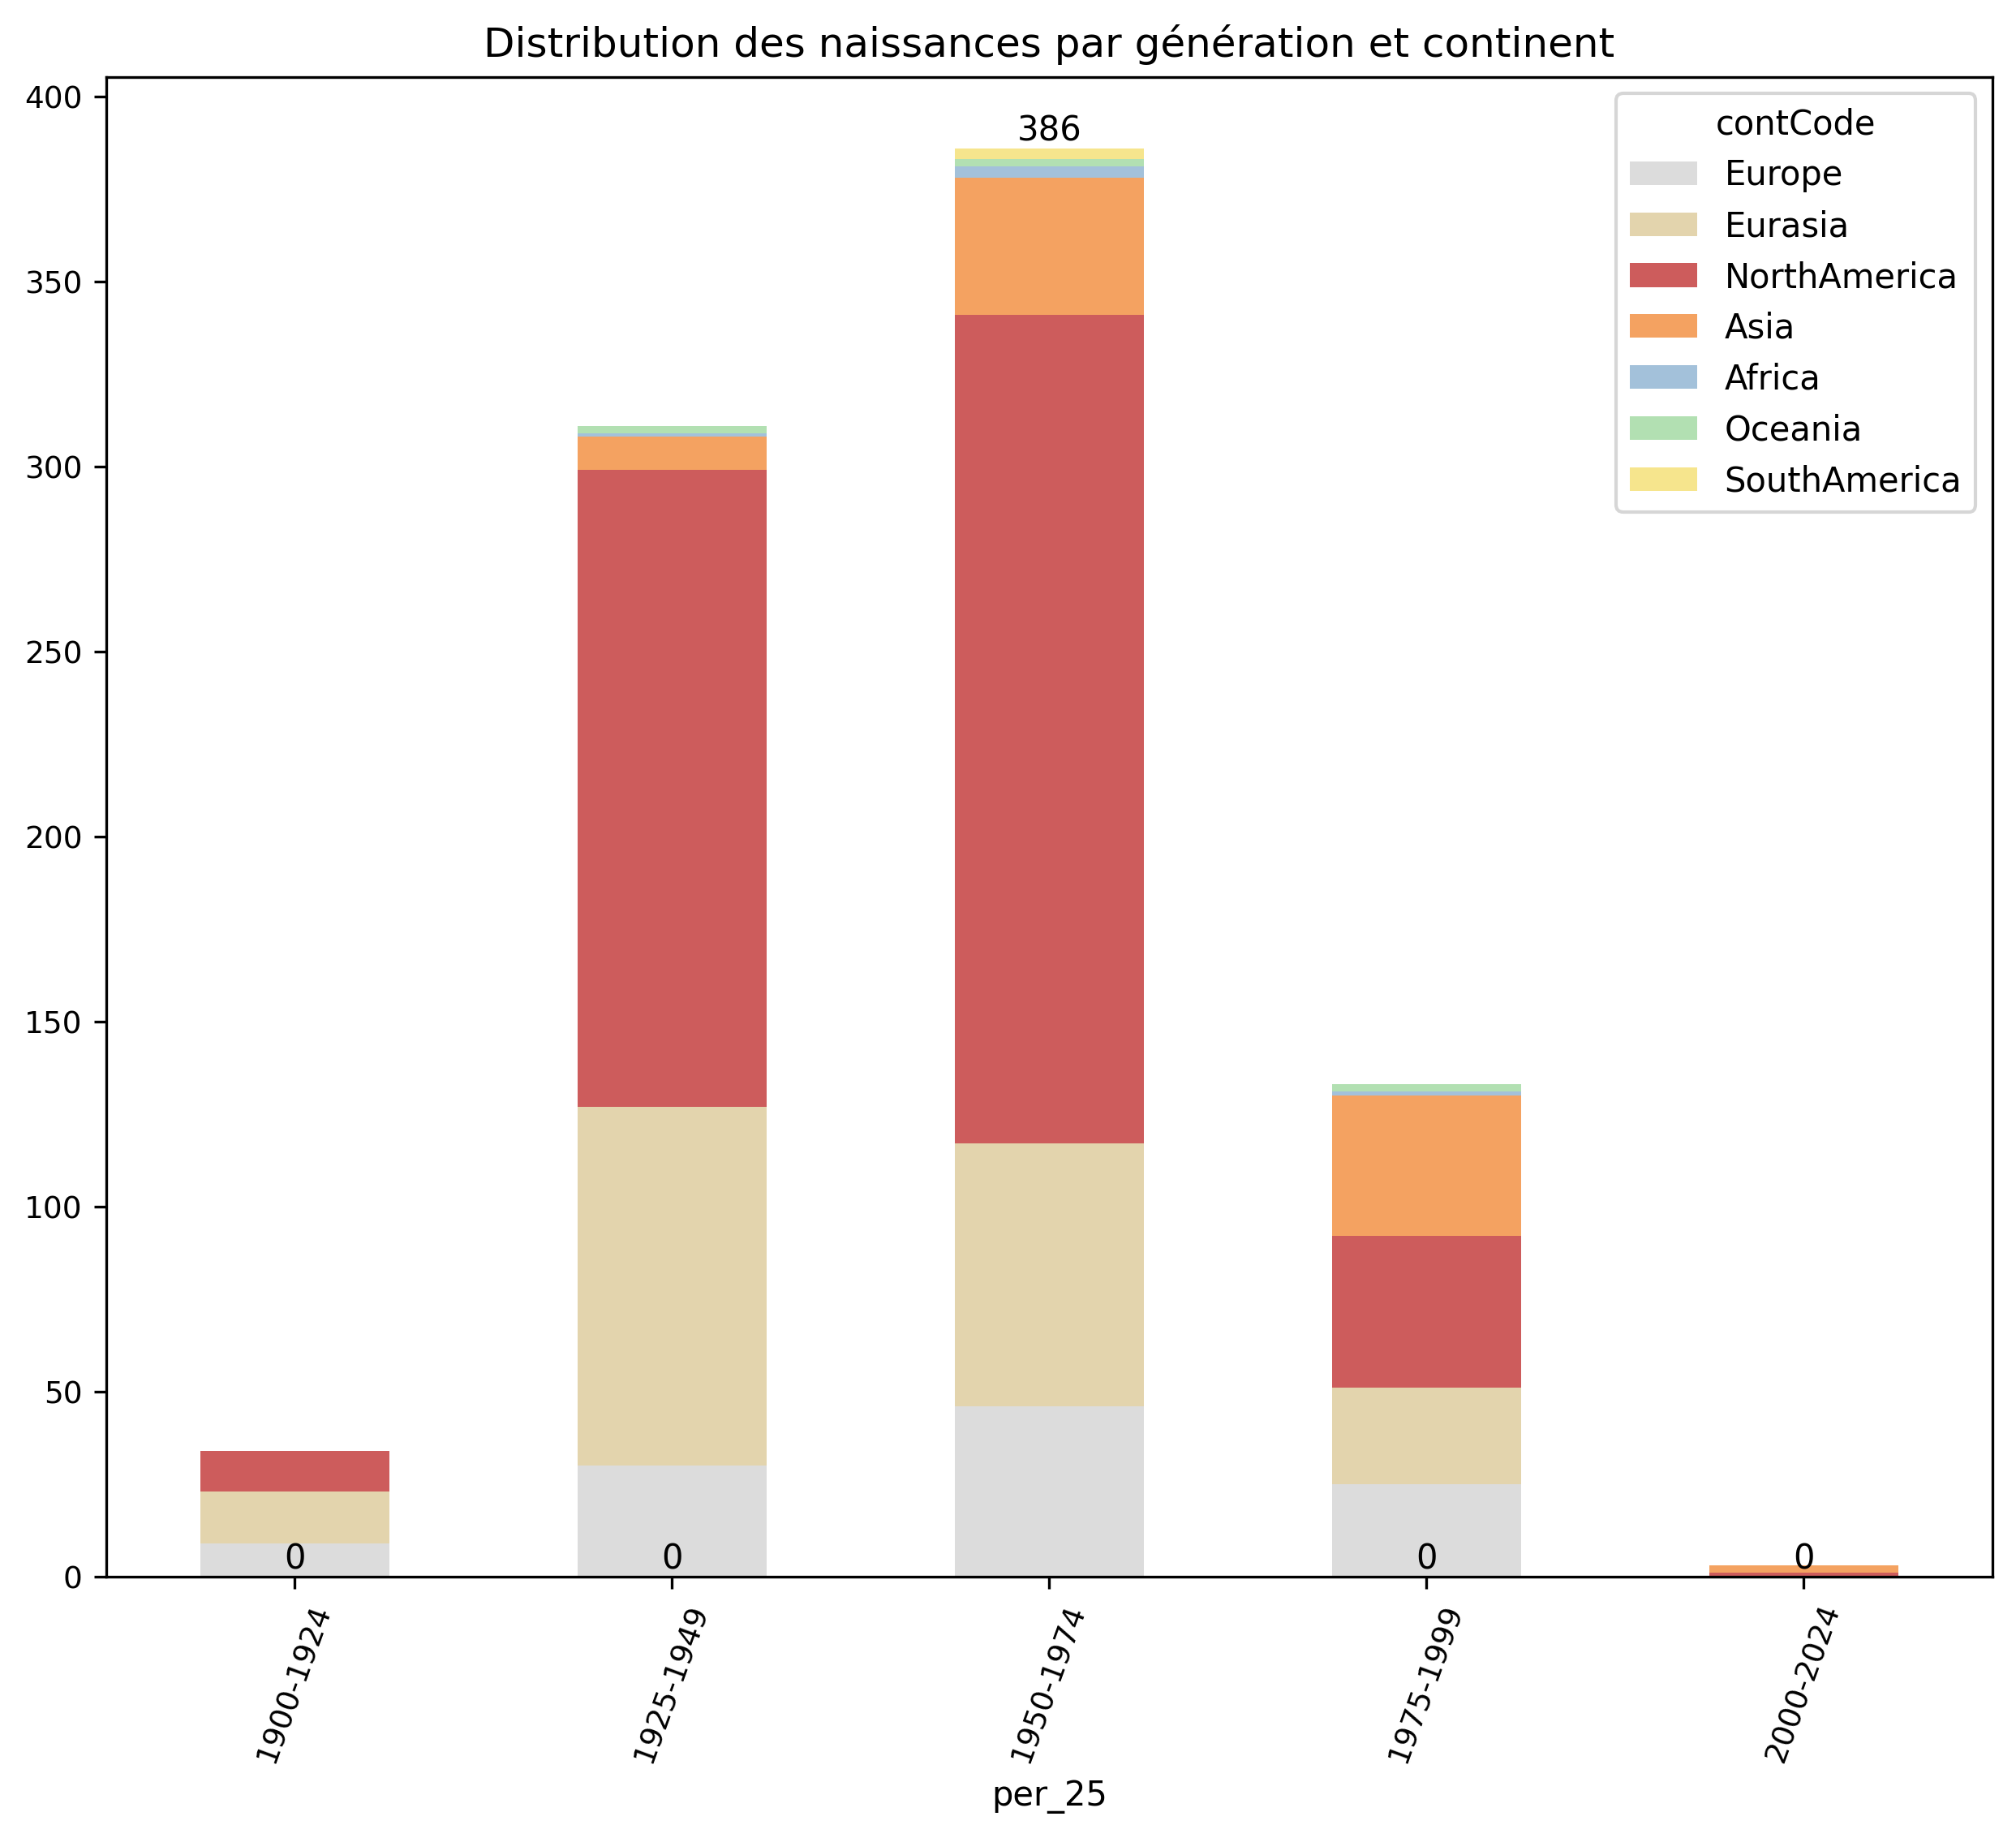 Distribution des naissances par génération et continent
400
350
300
250
200
150
100
50
0
386
0
0
0
0
contCode
Europe
Eurasia
NorthAmerica
Asia
Africa
Oceania
SouthAmerica
1900-1924
1925-1949
1950-1974
1975-1999
2000-2024
per_25